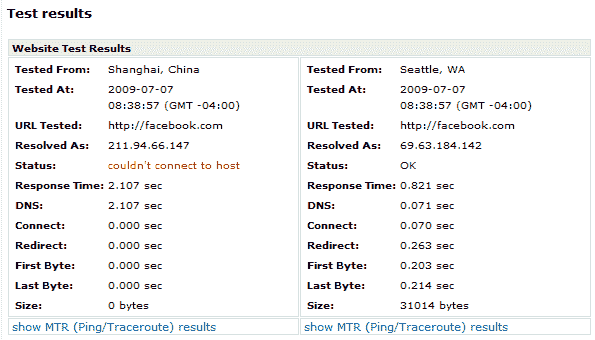 Test results
Website Test Results
Tested From: Shanghai, China
Tested At: 2009-07-07
08:38:57 (GMT -04:00)
URL Tested: http://facebook.com
Resolved As: 211.94.66.147
Status: couldn't connect to host
Response Time: 2.107 sec
DNS: 2.107 sec
Connect: 0.000 sec
Redirect: 0.000 sec
First Byte: 0.000 sec
Last Byte: 0.000 sec
Size: 0 bytes
show MTR (Ping/Traceroute) results
Tested From: Seattle, WA
Tested At: 2009-07-07
08:38:57 (GMT -04:00)
URL Tested: http://facebook.com
Resolved As: 69.63.184.142
Status: OK
Response Time: 0.821 sec
DNS: 0.071 sec
Connect: 0.070 sec
Redirect: 0.263 sec
First Byte: 0.203 sec
Last Byte: 0.214 sec
Size: 31014 bytes
show MTR (Ping/Traceroute) results